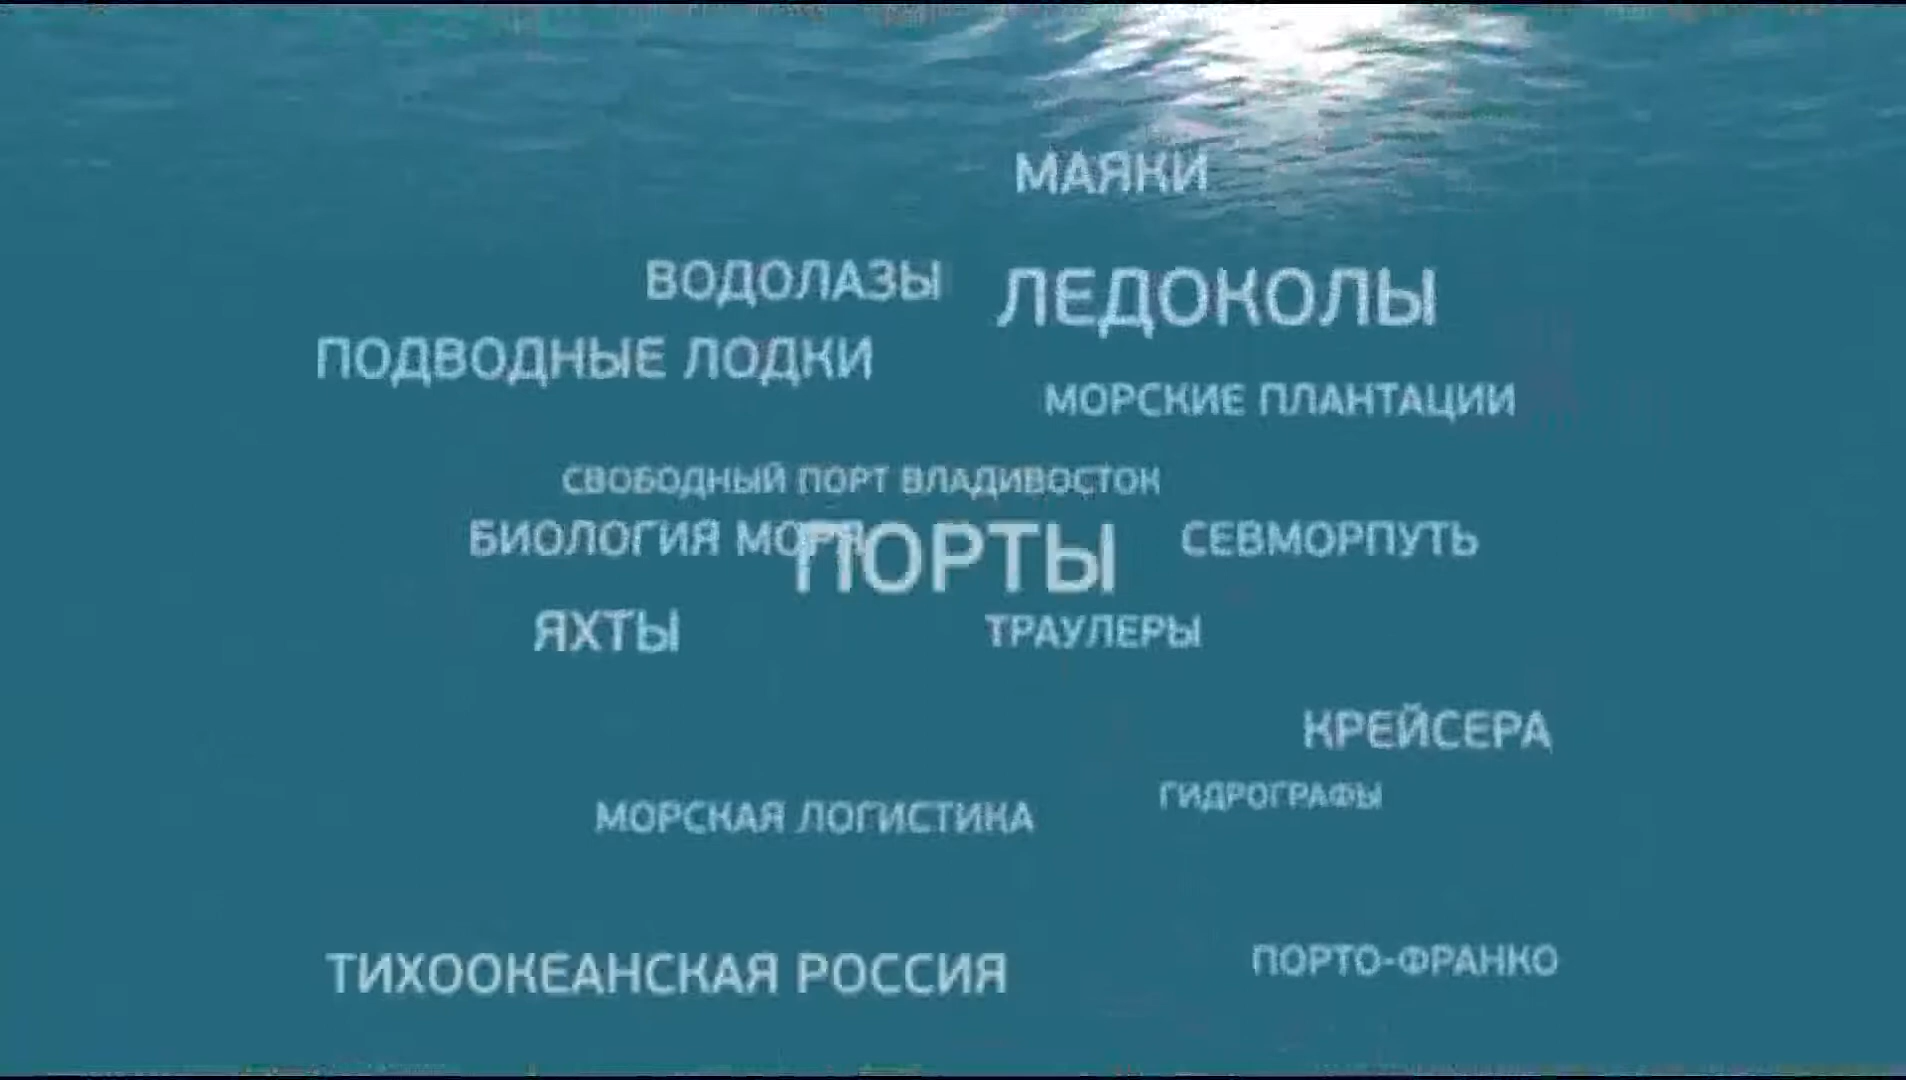 МАЯКИ
ВОДОЛАЗЫ
ЛЕДОКОЛЫ
ПОДВОДНЫЕ ЛОДКИ
МОРСКИЕ ПЛАНТАЦИИ
СВОБОДНЫЙ ПОРТ ВЛАДИВОСТОК
БИОЛОГИЯ МОРЯ
ПОРТЫ
СЕВМОРПУТЬ
ЯХТЫ
ТРАУЛЕРЫ
КРЕЙСЕРА
ГИДРОГРАФЫ
МОРСКАЯ ЛОГИСТИКА
ТИХООКЕАНСКАЯ РОССИЯ
ПОРТО-ФРАНКО